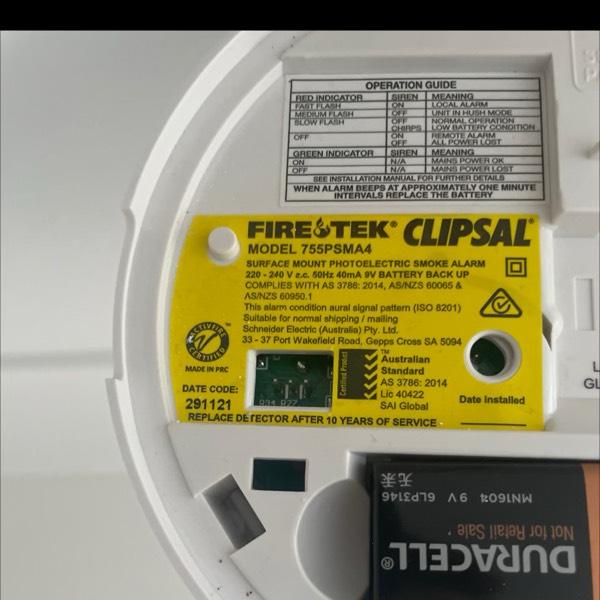 OPERATION GUIDE
RED INDICATOR SIREN MEANING
FAST FLASH ON LOCAL ALARM
MEDIUM FLASH OFF UNIT IN HUSH MODE
SLOW FLASH OFF NORMAL OPERATION
CHIRPS LOW BATTERY CONDITION
OFF ON REMOTE ALARM
OFF ALL POWER LOST
GREEN INDICATOR SIREN MEANING
ON N/A MAINS POWER OK
OFF N/A MAINS POWER LOST
SEE INSTALLATION MANUAL FOR FURTHER DETAILS
WHEN ALARM BEEPS AT APPROXIMATELY ONE MINUTE
INTERVALS REPLACE THE BATTERY
FIRETEK® CLIPSAL®
MODEL 755PSMA4
SURFACE MOUNT PHOTOELECTRIC SMOKE ALARM
220 - 240 V a.c. 50Hz 40mA 9V BATTERY BACK UP
COMPLIES WITH AS 3786: 2014, AS/NZS 60065 &
AS/NZS 60950.1
This alarm condition aural signal pattern (ISO 8201)
Suitable for normal shipping / mailing
Schneider Electric (Australia) Pty. Ltd.
33 - 37 Port Wakefield Road, Gepps Cross SA 5094
ACTIVFIRE
CERTIFIED
MADE IN PRC
DATE CODE:
291121
R34 R77
Certified Product
™
Australian
Standard
AS 3786: 2014
Lic 40422
SAI Global
Date installed
REPLACE DETECTOR AFTER 10 YEARS OF SERVICE
L
GL
DURACELL®
Not for Retail Sale
MN1604 9V 6LP3146
无汞